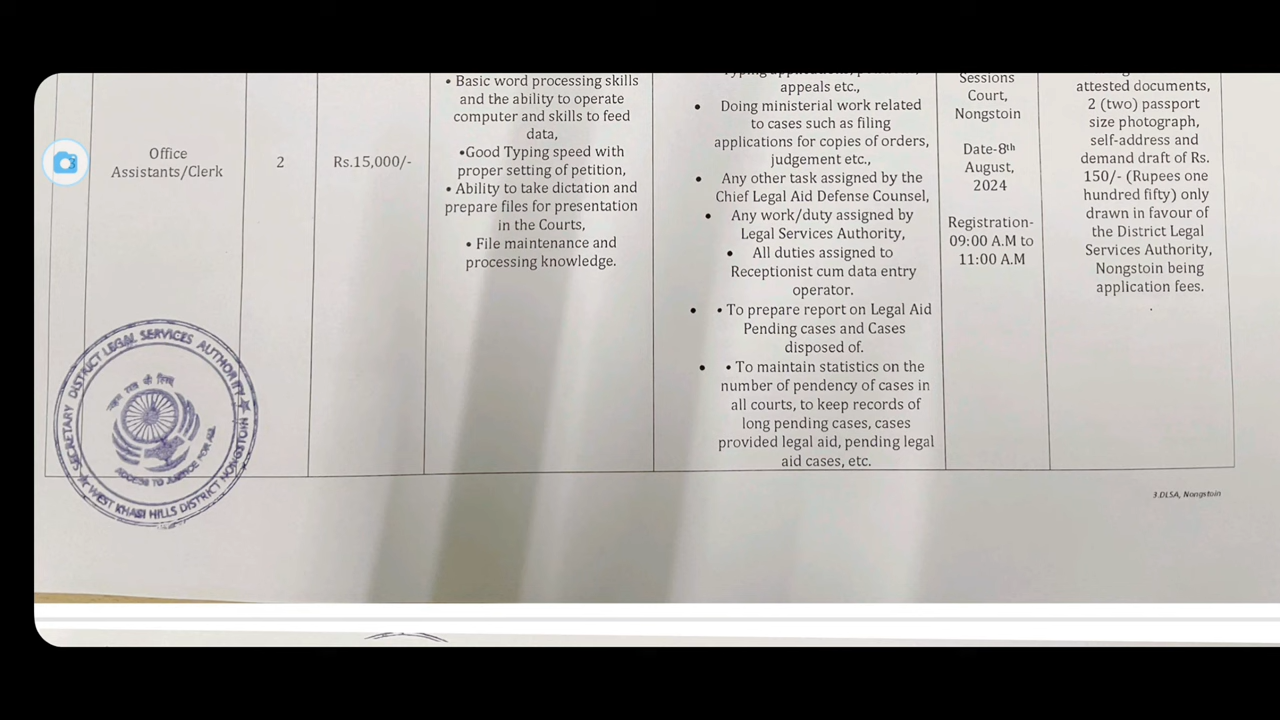 Office
Assistants/Clerk
2
Rs.15,000/-
• Basic word processing skills
and the ability to operate
computer and skills to feed
data,
•Good Typing speed with
proper setting of petition,
• Ability to take dictation and
prepare files for presentation
in the Courts,
• File maintenance and
processing knowledge.
appeals etc.,
• Doing ministerial work related
to cases such as filing
applications for copies of orders,
judgement etc.,
• Any other task assigned by the
Chief Legal Aid Defense Counsel,
• Any work/duty assigned by
Legal Services Authority,
• All duties assigned to
Receptionist cum data entry
operator.
• • To prepare report on Legal Aid
Pending cases and Cases
disposed of.
• • To maintain statistics on the
number of pendency of cases in
all courts, to keep records of
long pending cases, cases
provided legal aid, pending legal
aid cases, etc.
Sessions
Court,
Nongstoin
Date-8th
August,
2024
Registration-
09:00 A.M to
11:00 A.M
attested documents,
2 (two) passport
size photograph,
self-address and
demand draft of Rs.
150/- (Rupees one
hundred fifty) only
drawn in favour of
the District Legal
Services Authority,
Nongstoin being
application fees.
.
SECRETARY DISTRICT LEGAL SERVICES AUTHORITY
NONGSTOIN
WEST KHASI HILLS DISTRICT
ACCESS TO JUSTICE FOR ALL
3.DLSA, Nongstoin